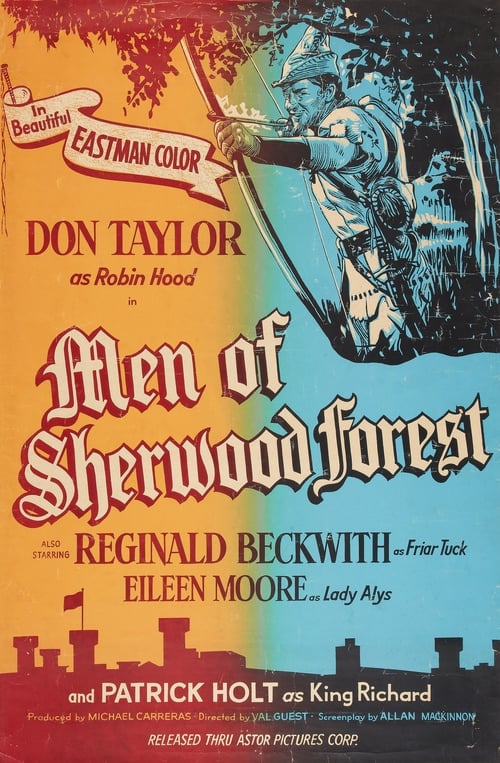 In
Beautiful
EASTMAN COLOR
DON TAYLOR
as Robin Hood
in
Men of
Sherwood Forest
ALSO
STARRING REGINALD BECKWITH as Friar Tuck
EILEEN MOORE as Lady Alys
and PATRICK HOLT as King Richard
Produced by MICHAEL CARRERAS · Directed by VAL GUEST · Screenplay by ALLAN MACKINNON
RELEASED THRU ASTOR PICTURES CORP.